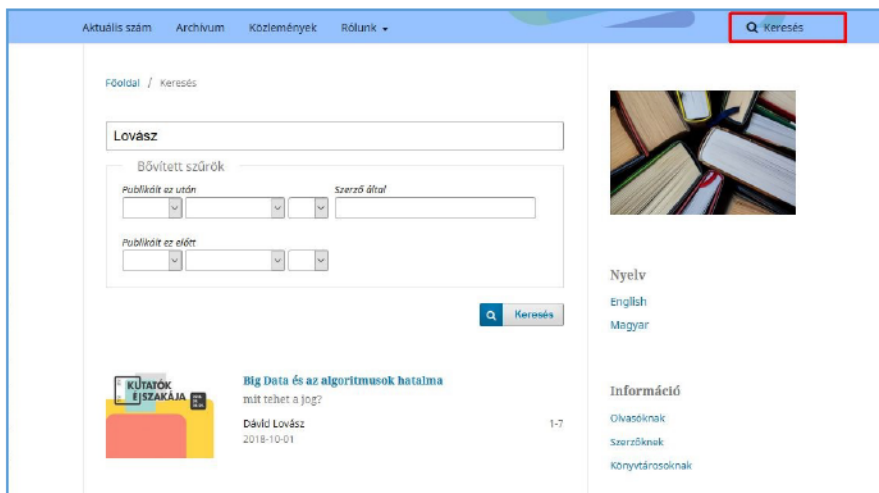 Aktuális szám Archívum Közlemények Rólunk Keresés
Főoldal / Keresés
Lovász
Bővített szűrők
Publikált ez után Szerző által
Publikált ez előtt
Keresés
KUTATÓK
ÉJSZAKÁJA
Big Data és az algoritmusok hatalma
mit tehet a jog?
Dávid Lovász 1-7
2018-10-01
Nyelv
English
Magyar
Információ
Olvasóknak
Szerzőknek
Könyvtárosoknak